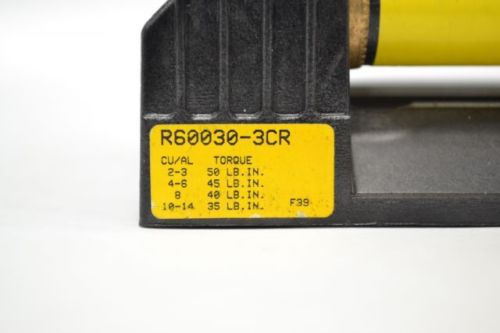 R60030-3CR
CU/AL TORQUE
2-3 50 LB.IN.
4-6 45 LB.IN.
8 40 LB.IN.
10-14 35 LB.IN. F39